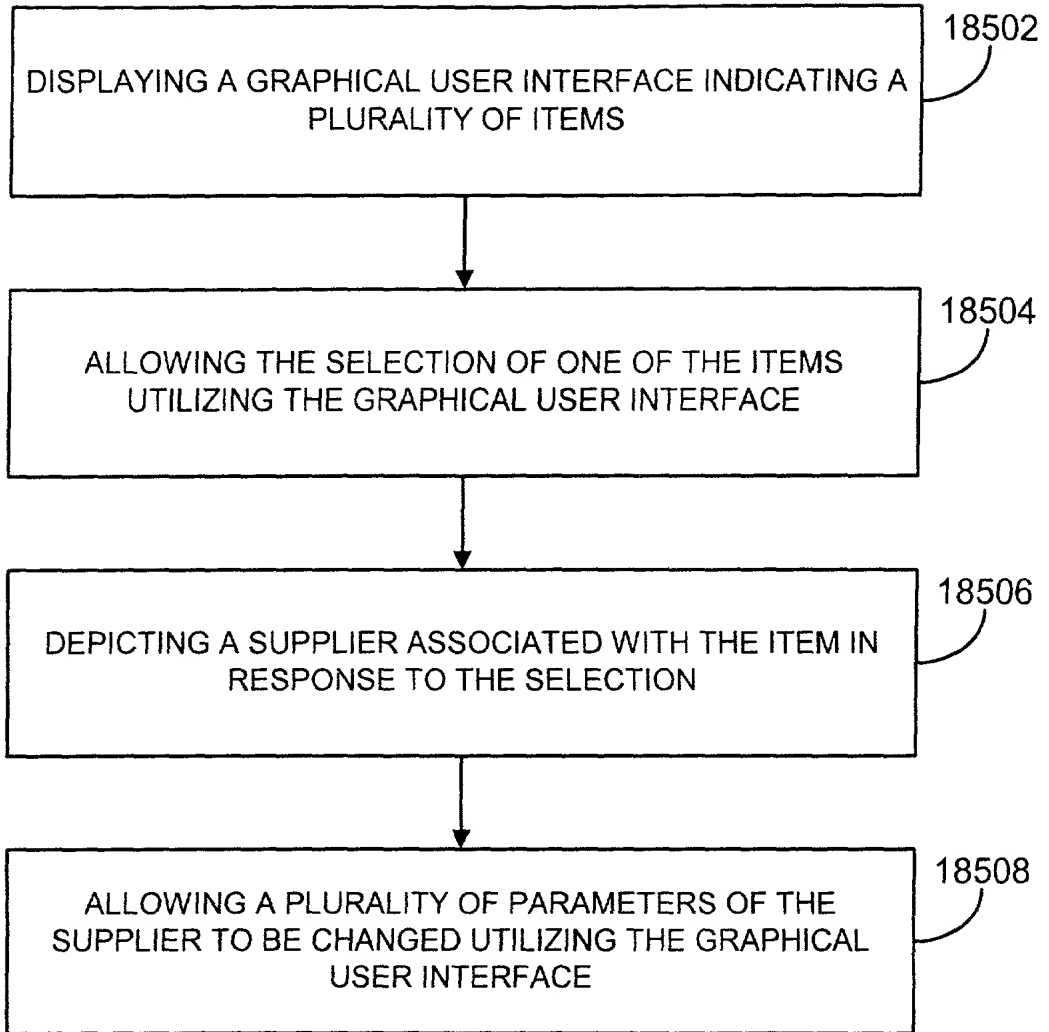 18502
DISPLAYING A GRAPHICAL USER INTERFACE INDICATING A
PLURALITY OF ITEMS
18504
ALLOWING THE SELECTION OF ONE OF THE ITEMS
UTILIZING THE GRAPHICAL USER INTERFACE
18506
DEPICTING A SUPPLIER ASSOCIATED WITH THE ITEM IN
RESPONSE TO THE SELECTION
18508
ALLOWING A PLURALITY OF PARAMETERS OF THE
SUPPLIER TO BE CHANGED UTILIZING THE GRAPHICAL
USER INTERFACE